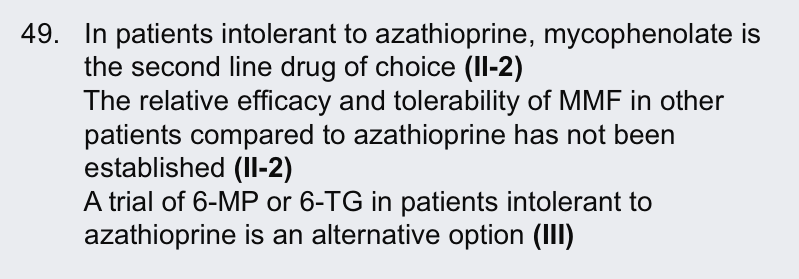 49. In patients intolerant to azathioprine, mycophenolate is
the second line drug of choice (II-2)
The relative efficacy and tolerability of MMF in other
patients compared to azathioprine has not been
established (II-2)
A trial of 6-MP or 6-TG in patients intolerant to
azathioprine is an alternative option (III)